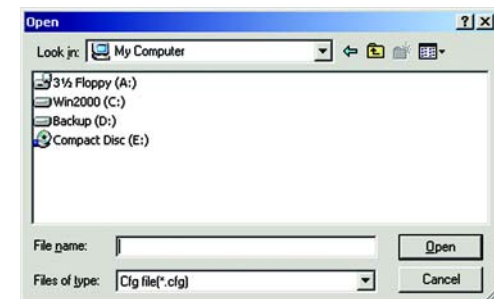 Open
Look in: My Computer
3½ Floppy (A:)
Win2000 (C:)
Backup (D:)
Compact Disc (E:)
File name:
Open
Files of type: Cfg file(*.cfg)
Cancel